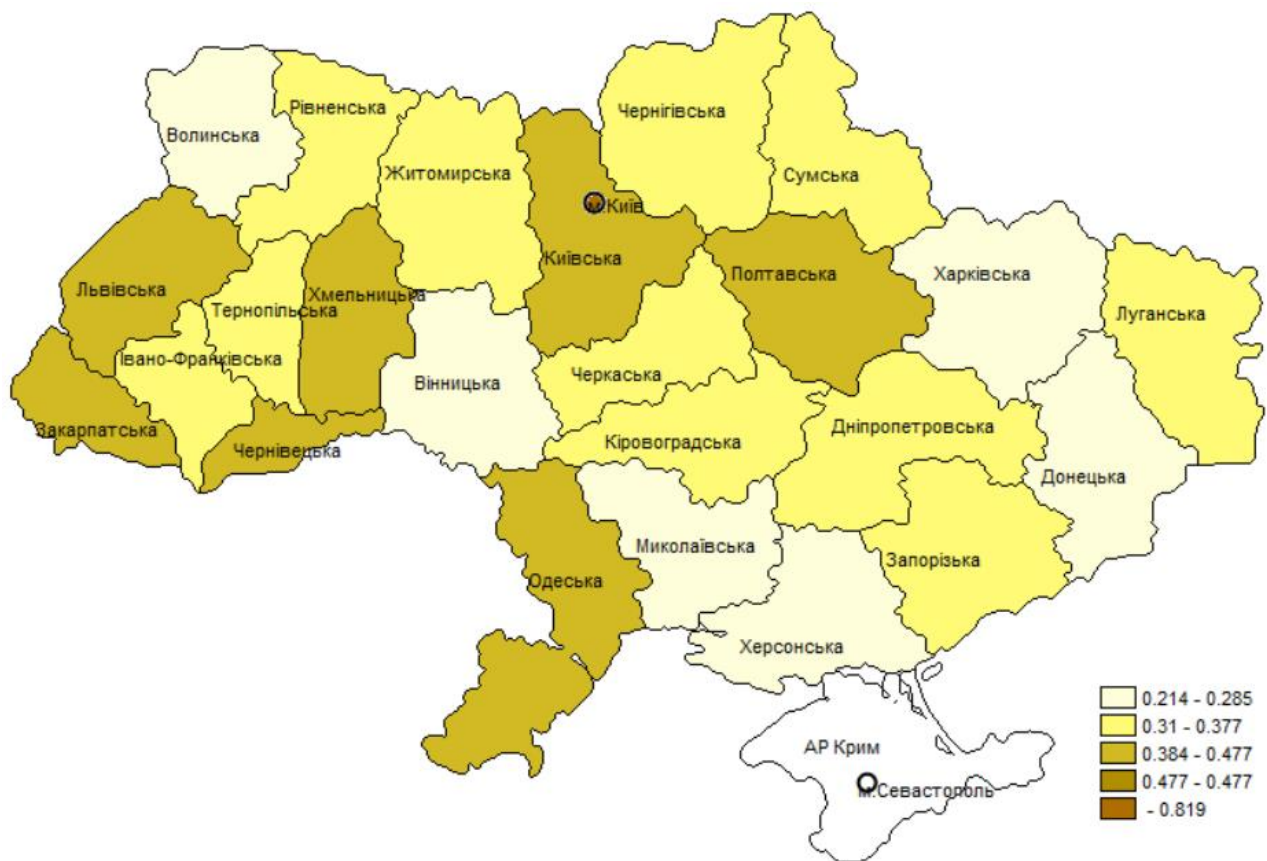 Волинська
Рівненська
Житомирська
Чернігівська
Сумська
м.Київ
Київська
Львівська
Тернопільська
Хмельницька
Івано-Франківська
Закарпатська
Чернівецька
Вінницька
Черкаська
Полтавська
Харківська
Луганська
Кіровоградська
Дніпропетровська
Донецька
Одеська
Миколаївська
Запорізька
Херсонська
АР Крим
м.Севастополь
0.214 - 0.285
0.31 - 0.377
0.384 - 0.477
0.477 - 0.477
- 0.819